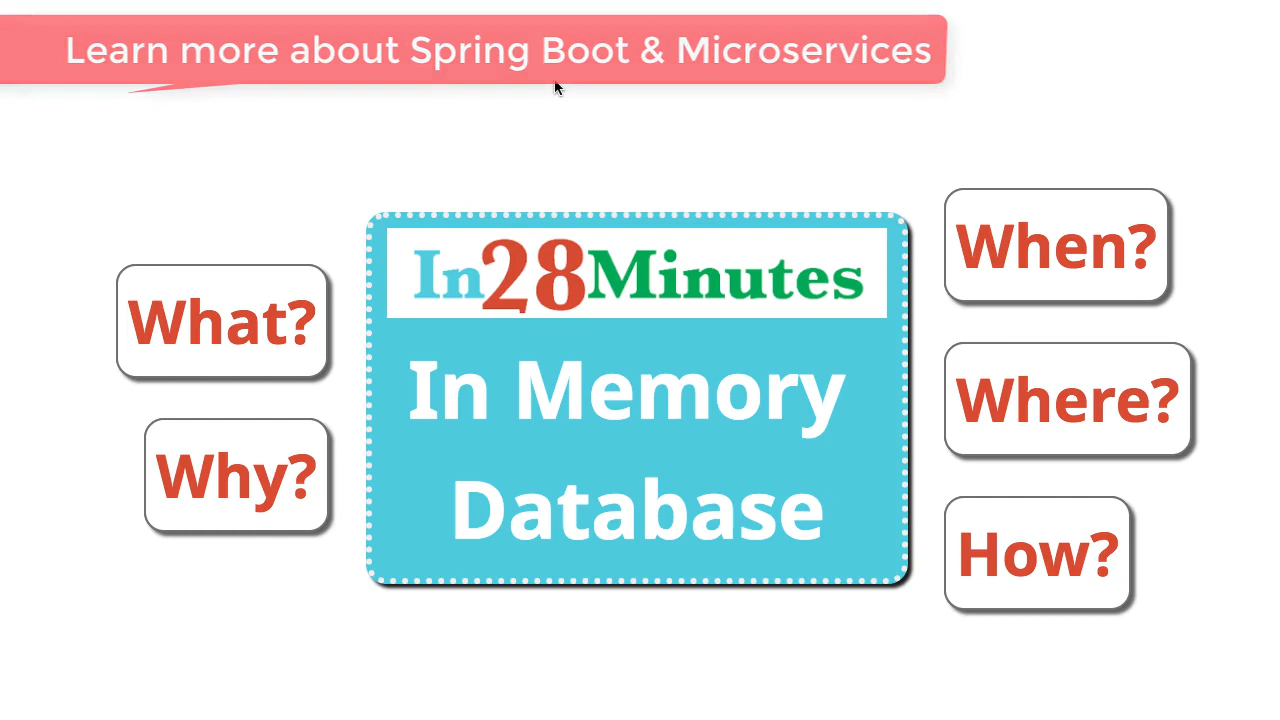 Learn more about Spring Boot & Microservices
What?
Why?
In28Minutes
In Memory
Database
When?
Where?
How?